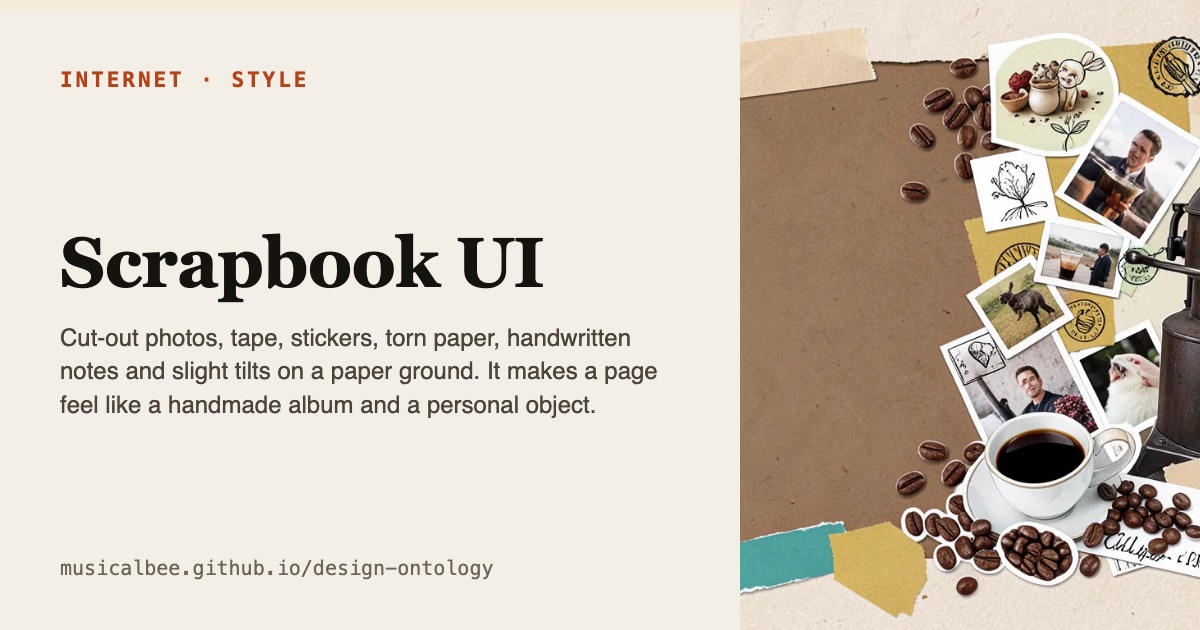 INTERNET · STYLE
Scrapbook UI
Cut-out photos, tape, stickers, torn paper, handwritten
notes and slight tilts on a paper ground. It makes a page
feel like a handmade album and a personal object.
musicalbee.github.io/design-ontology